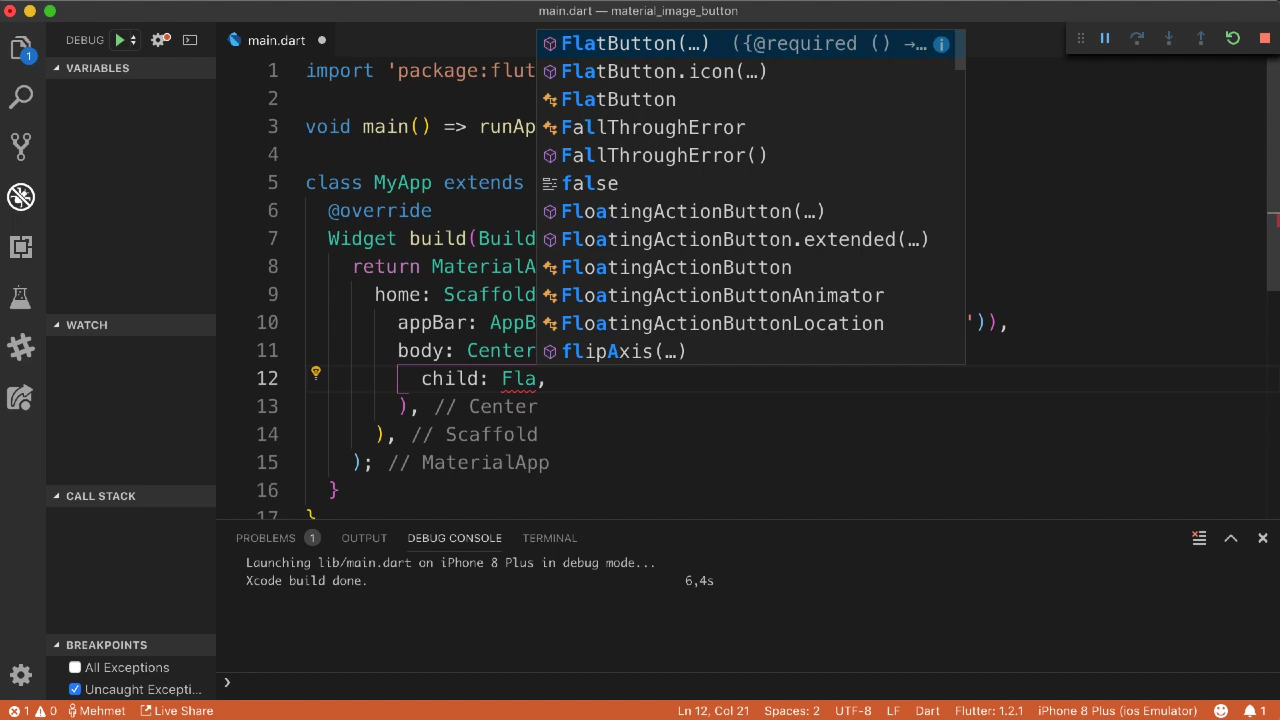 main.dart — material_image_button
DEBUG
main.dart
VARIABLES
WATCH
CALL STACK
BREAKPOINTS
All Exceptions
Uncaught Excepti...
1 import 'package:flut
2
3 void main() => runAp
4
5 class MyApp extends
6 @override
7 Widget build(Build
8 return MaterialA
9 home: Scaffold
10 appBar: AppB ')),
11 body: Center
12 child: Fla,
13 ), // Center
14 ), // Scaffold
15 ); // MaterialApp
16 }
17 }
FlatButton(…) ({@required () →…
FlatButton.icon(…)
FlatButton
FallThroughError
FallThroughError()
false
FloatingActionButton(…)
FloatingActionButton.extended(…)
FloatingActionButton
FloatingActionButtonAnimator
FloatingActionButtonLocation
flipAxis(…)
PROBLEMS 1 OUTPUT DEBUG CONSOLE TERMINAL
Launching lib/main.dart on iPhone 8 Plus in debug mode...
Xcode build done. 6,4s
1 0 Mehmet Live Share Ln 12, Col 21 Spaces: 2 UTF-8 LF Dart Flutter: 1.2.1 iPhone 8 Plus (ios Emulator) 1